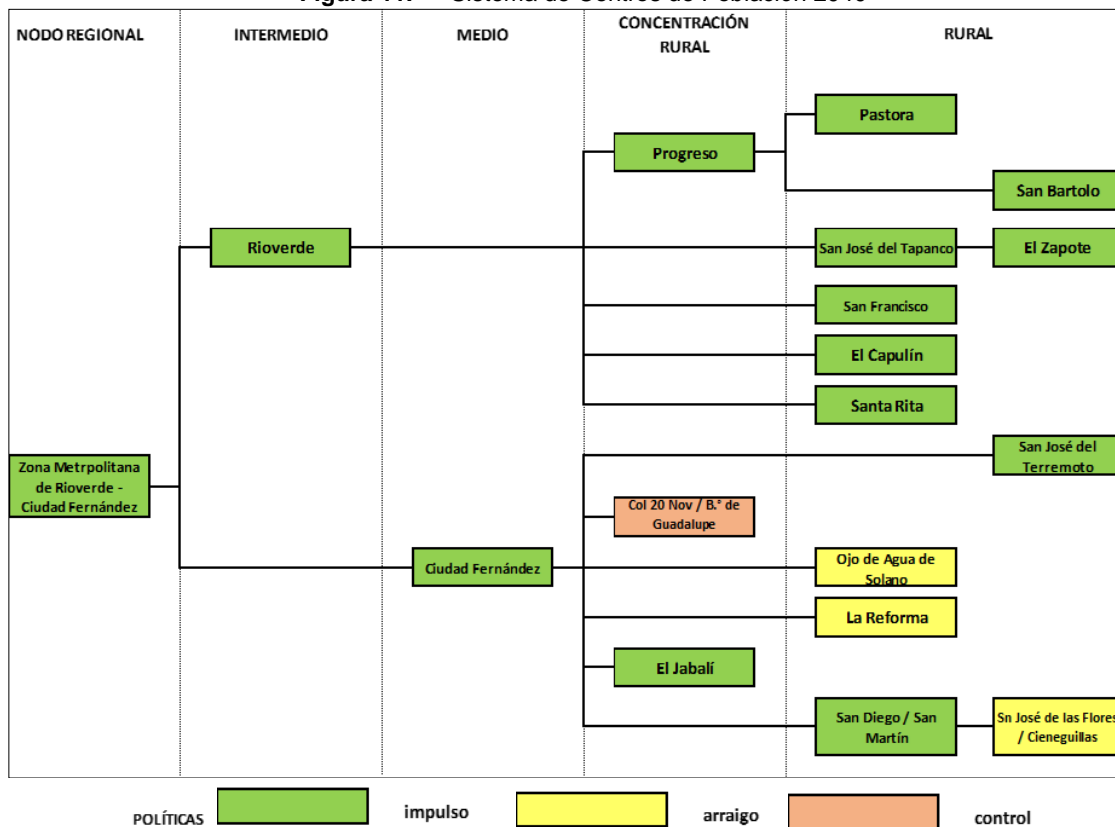 NODO REGIONAL
INTERMEDIO
MEDIO
CONCENTRACIÓN
RURAL
RURAL
Pastora
Progreso
San Bartolo
Rioverde
San José del Tapanco
El Zapote
San Francisco
El Capulín
Santa Rita
San José del
Terremoto
Zona Metrpolitana
de Rioverde -
Ciudad Fernández
Col 20 Nov / B.° de
Guadalupe
Ciudad Fernández
Ojo de Agua de
Solano
La Reforma
El Jabalí
San Diego / San
Martín
Sn José de las Flores
/ Cieneguillas
POLÍTICAS
impulso
arraigo
control